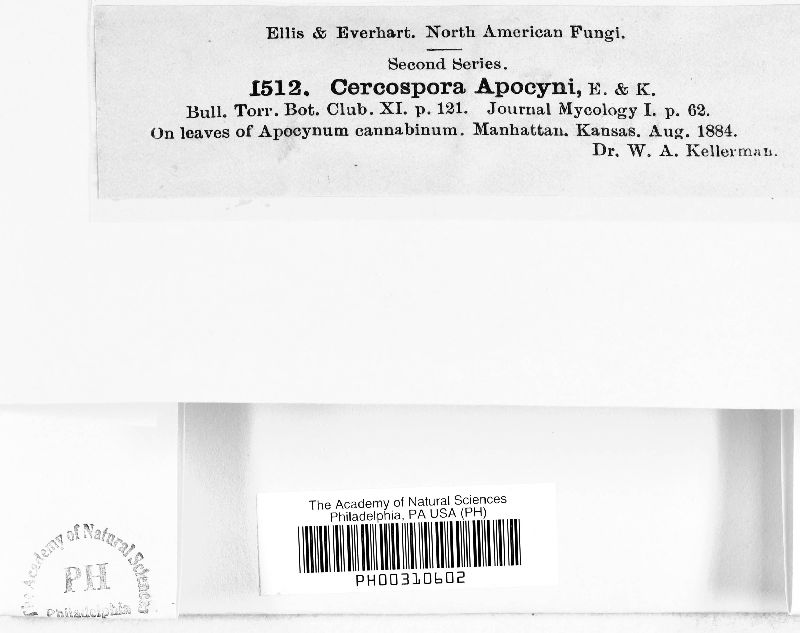 Ellis & Everhart. North American Fungi.
Second Series.
1512. Cercospora Apocyni, E. & K.
Bull. Torr. Bot. Club. XI. p. 121. Journal Mycology I. p. 62.
On leaves of Apocynum cannabinum. Manhattan. Kansas. Aug. 1884.
Dr. W. A. Kellerman.
The Academy of Natural Sciences
Philadelphia, PA USA (PH)
PH00310602
The Academy of Natural Sciences
PH
Philadelphia